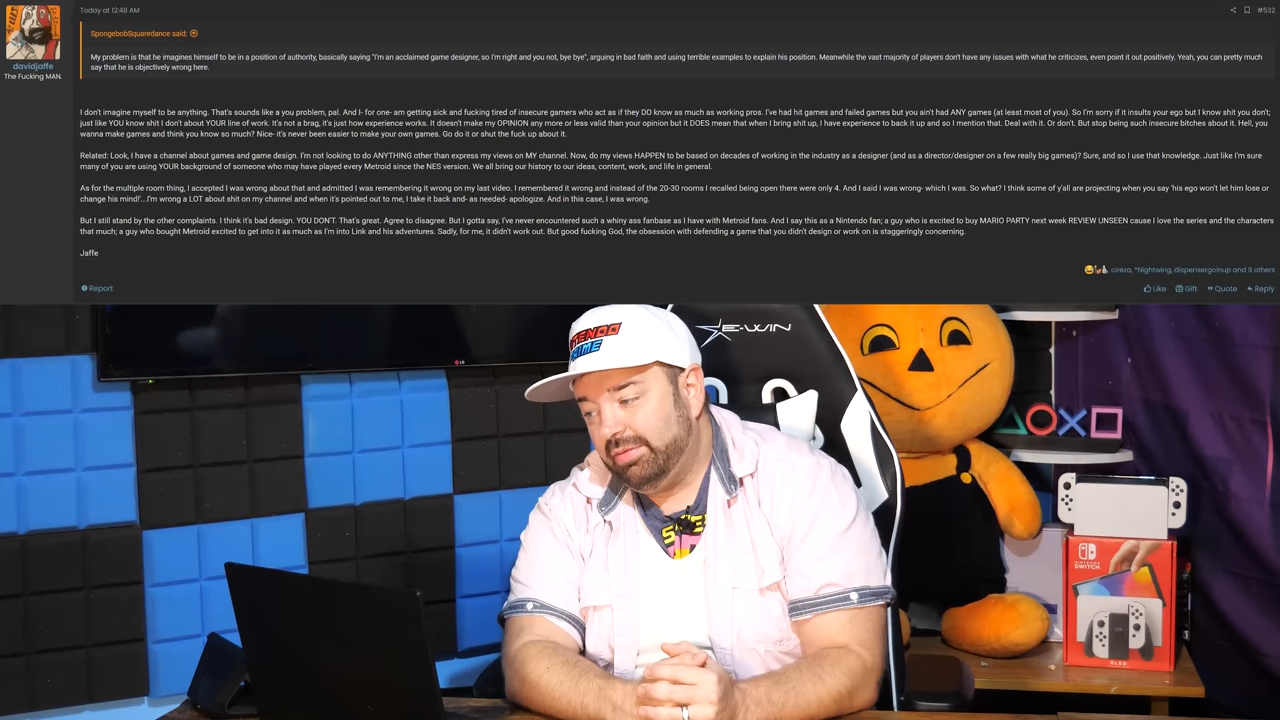 Today at 12:48 AM
#532
davidjaffe
The Fucking MAN.
SpongebobSquaredance said:
My problem is that he imagines himself to be in a position of authority, basically saying "I'm an acclaimed game designer, so I'm right and you not, bye bye", arguing in bad faith and using terrible examples to explain his position. Meanwhile the vast majority of players don't have any issues with what he criticizes, even point it out positively. Yeah, you can pretty much
say that he is objectively wrong here.
I don't imagine myself to be anything. That's sounds like a you problem, pal. And I- for one- am getting sick and fucking tired of insecure gamers who act as if they DO know as much as working pros. I've had hit games and failed games but you ain't had ANY games (at least most of you). So I'm sorry if it insults your ego but I know shit you don't;
just like YOU know shit I don't about YOUR line of work. It's not a brag, it's just how experience works. It doesn't make my OPINION any more or less valid than your opinion but it DOES mean that when I bring shit up, I have experience to back it up and so I mention that. Deal with it. Or don't. But stop being such insecure bitches about it. Hell, you
wanna make games and think you know so much? Nice- it's never been easier to make your own games. Go do it or shut the fuck up about it.
Related: Look, I have a channel about games and game design. I'm not looking to do ANYTHING other than express my views on MY channel. Now, do my views HAPPEN to be based on decades of working in the industry as a designer (and as a director/designer on a few really big games)? Sure, and so I use that knowledge. Just like I'm sure
many of you are using YOUR background of someone who may have played every Metroid since the NES version. We all bring our history to our ideas, content, work, and life in general.
As for the multiple room thing, I accepted I was wrong about that and admitted I was remembering it wrong on my last video. I remembered it wrong and instead of the 20-30 rooms I recalled being open there were only 4. And I said I was wrong- which I was. So what? I think some of y'all are projecting when you say 'his ego won't let him lose or
change his mind!'...I'm wrong a LOT about shit on my channel and when it's pointed out to me, I take it back and- as needed- apologize. And in this case, I was wrong.
But I still stand by the other complaints. I think it's bad design. YOU DON'T. That's great. Agree to disagree. But I gotta say, I've never encountered such a whiny ass fanbase as I have with Metroid fans. And I say this as a Nintendo fan; a guy who is excited to buy MARIO PARTY next week REVIEW UNSEEN cause I love the series and the characters
that much; a guy who bought Metroid excited to get into it as much as I'm into Link and his adventures. Sadly, for me, it didn't work out. But good fucking God, the obsession with defending a game that you didn't design or work on is staggeringly concerning.
Jaffe
cireza, *Nightwing, dispensergoinup and 9 others
Report
Like
Gift
Quote
Reply
LG
E-WIN
NINTENDO
SWITCH
OLED